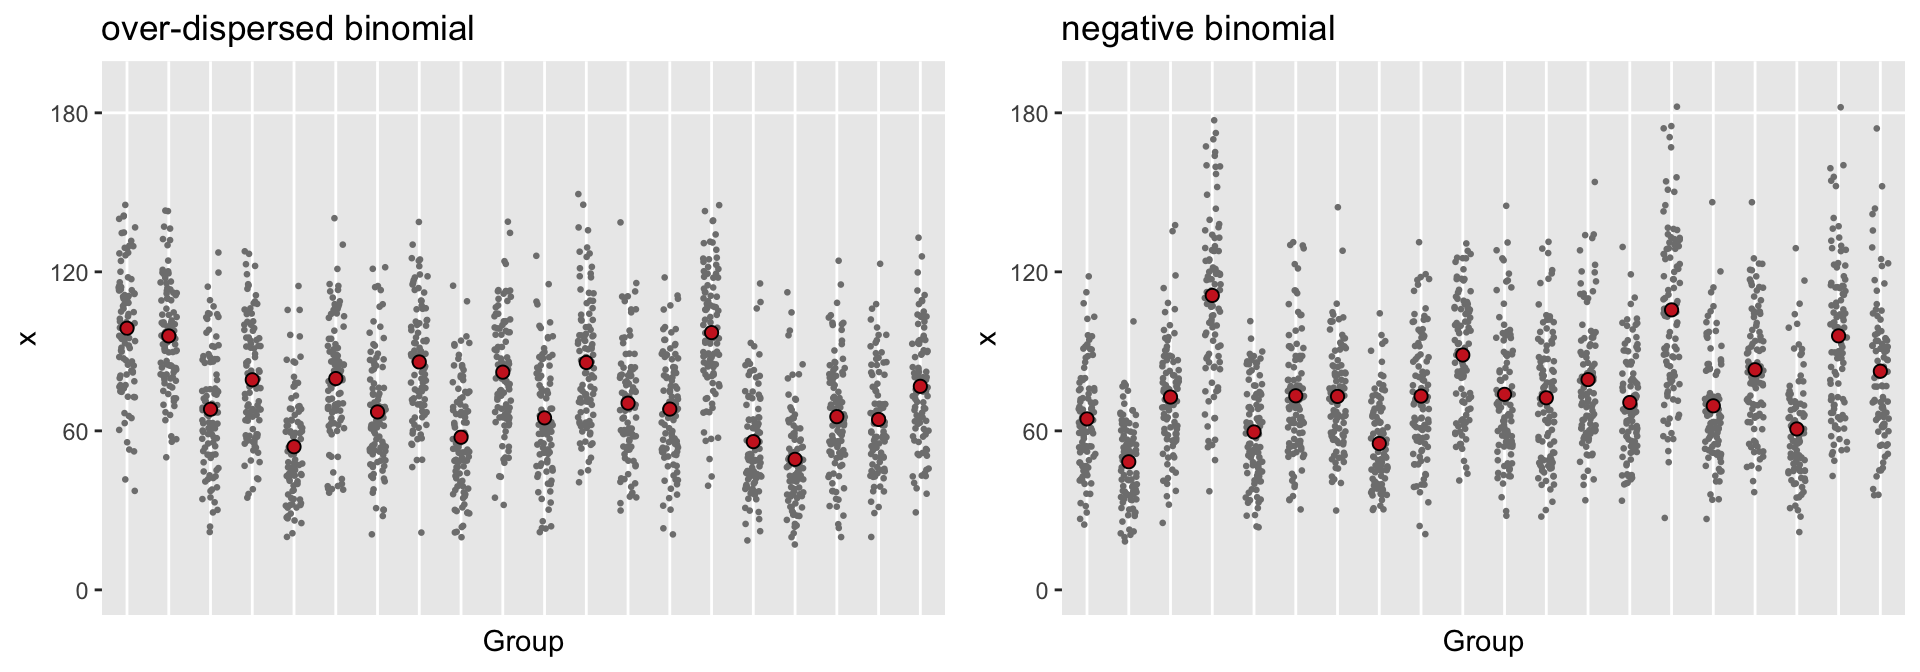 over-dispersed binomial
180
120
60
0
x
Group
negative binomial
180
120
60
0
x
Group